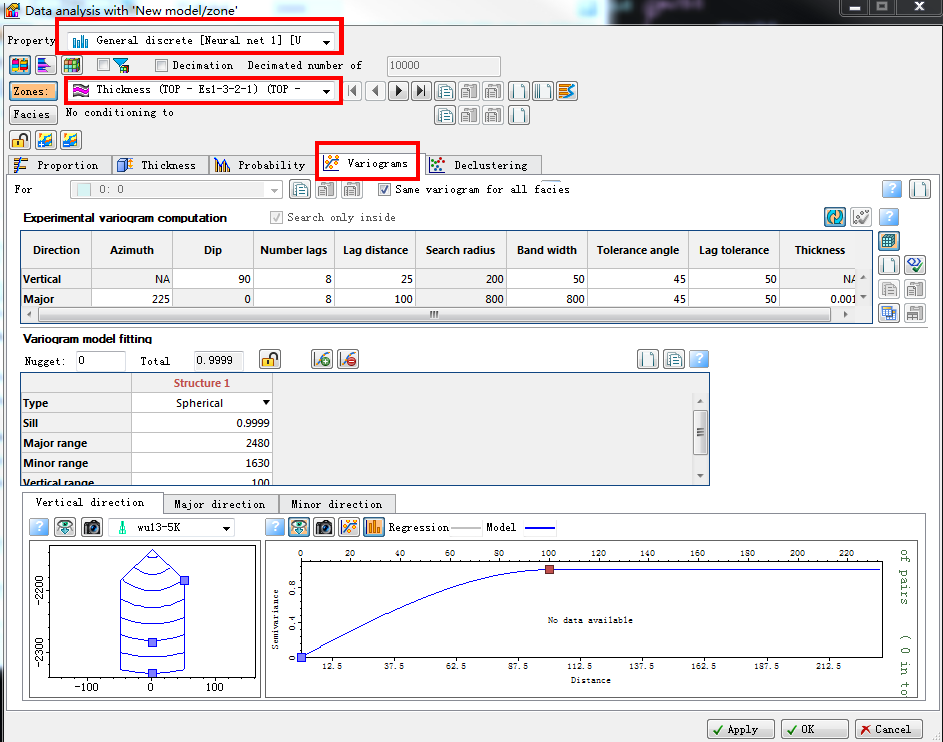 Data analysis with 'New model/zone'
Property General discrete [Neural net 1] [U
Decimation Decimated number of 10000
Zones: Thickness (TOP - Es1-3-2-1) (TOP -
Facies No conditioning to
Proportion Thickness Probability Variograms Declustering
For 0: 0 Same variogram for all facies
Experimental variogram computation Search only inside
Direction Azimuth Dip Number lags Lag distance Search radius Band width Tolerance angle Lag tolerance Thickness
Vertical NA 90 8 25 200 50 45 50 NA
Major 225 0 8 100 800 800 45 50 0.001
Variogram model fitting
Nugget: 0 Total 0.9999
Structure 1
Type Spherical
Sill 0.9999
Major range 2480
Minor range 1630
Vertical range 100
Vertical direction Major direction Minor direction
wu13-5K Regression Model
0 20 40 60 80 100 120 140 160 180 200 220
-2200
-2300
-100 0 100
Semivariance
0.8
0.4
0
No data available
12.5 37.5 62.5 87.5 112.5 137.5 162.5 187.5 212.5
Distance
of pairs ( 0 in to
Apply OK Cancel